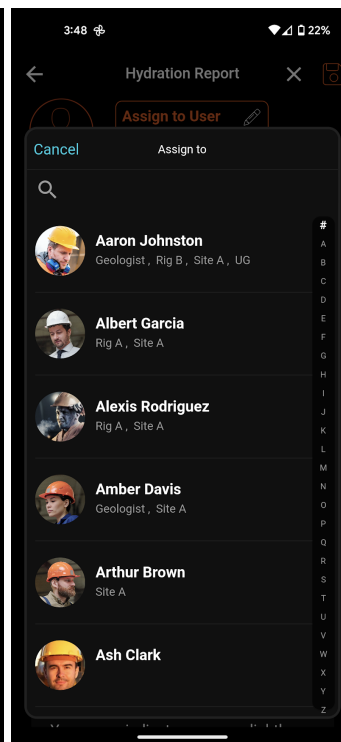 3:48
22%
Hydration Report
Assign to User
Cancel
Assign to
#
Aaron Johnston
Geologist , Rig B , Site A , UG
Albert Garcia
Rig A , Site A
Alexis Rodriguez
Rig A , Site A
Amber Davis
Geologist , Site A
Arthur Brown
Site A
Ash Clark
A
B
C
D
E
F
G
H
I
J
K
L
M
N
O
P
Q
R
S
T
U
V
W
X
Y
Z